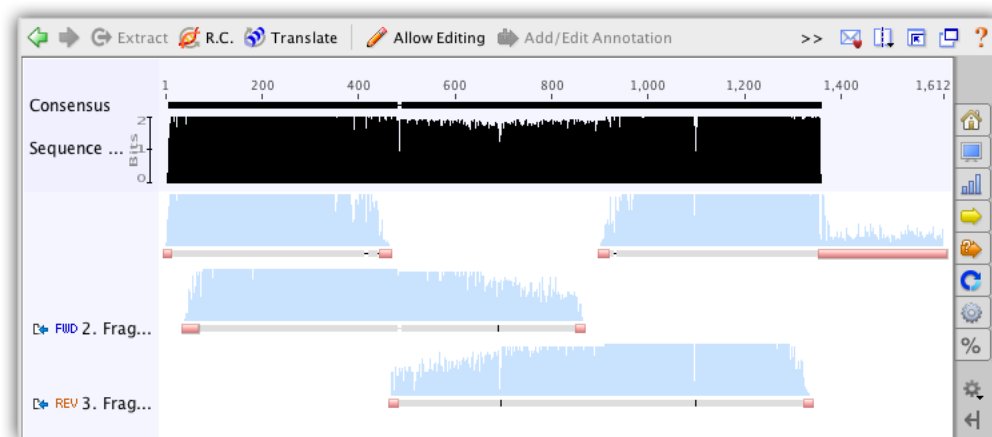 Extract R.C. Translate Allow Editing Add/Edit Annotation >> ?
1 200 400 600 800 1,000 1,200 1,400 1,612
Consensus
Sequence ... Bits 2 1 0
FWD 2. Frag...
REV 3. Frag...
%